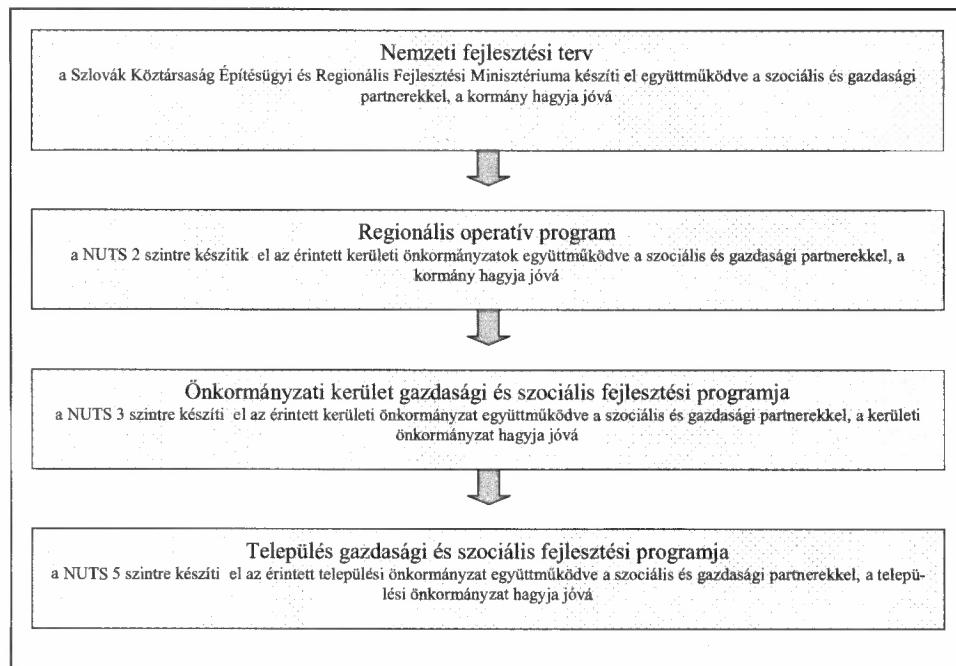 Nemzeti fejlesztési terv
a Szlovák Köztársaság Építésügyi és Regionális Fejlesztési Minisztériuma készíti el együttműködve a szociális és gazdasági
partnerekkel, a kormány hagyja jóvá
Regionális operatív program
a NUTS 2 szintre készítik el az érintett kerületi önkormányzatok együttműködve a szociális és gazdasági partnerekkel, a
kormány hagyja jóvá
Önkormányzati kerület gazdasági és szociális fejlesztési programja
a NUTS 3 szintre készíti el az érintett kerületi önkormányzat együttműködve a szociális és gazdasági partnerekkel, a kerületi
önkormányzat hagyja jóvá
Település gazdasági és szociális fejlesztési programja
a NUTS 5 szintre készíti el az érintett települési önkormányzat együttműködve a szociális és gazdasági partnerekkel, a telepü-
lési önkormányzat hagyja jóvá